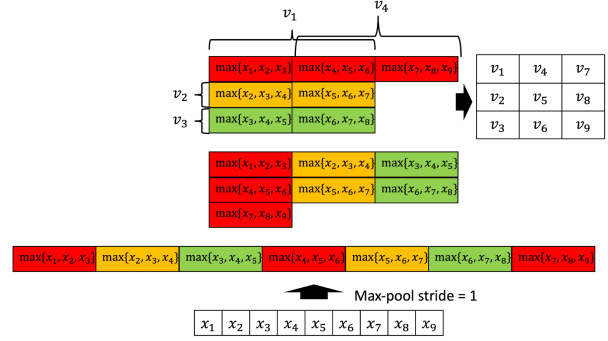 v₁ v₄
max{x₁, x₂, x₃} max{x₄, x₅, x₆} max{x₇, x₈, x₉}
v₂ max{x₂, x₃, x₄} max{x₅, x₆, x₇}
v₃ max{x₃, x₄, x₅} max{x₆, x₇, x₈}
v₁ v₄ v₇
v₂ v₅ v₈
v₃ v₆ v₉
max{x₁, x₂, x₃} max{x₂, x₃, x₄} max{x₃, x₄, x₅}
max{x₄, x₅, x₆} max{x₅, x₆, x₇} max{x₆, x₇, x₈}
max{x₇, x₈, x₉}
max{x₁, x₂, x₃} max{x₂, x₃, x₄} max{x₃, x₄, x₅} max{x₄, x₅, x₆} max{x₅, x₆, x₇} max{x₆, x₇, x₈} max{x₇, x₈, x₉}
Max-pool stride = 1
x₁ x₂ x₃ x₄ x₅ x₆ x₇ x₈ x₉